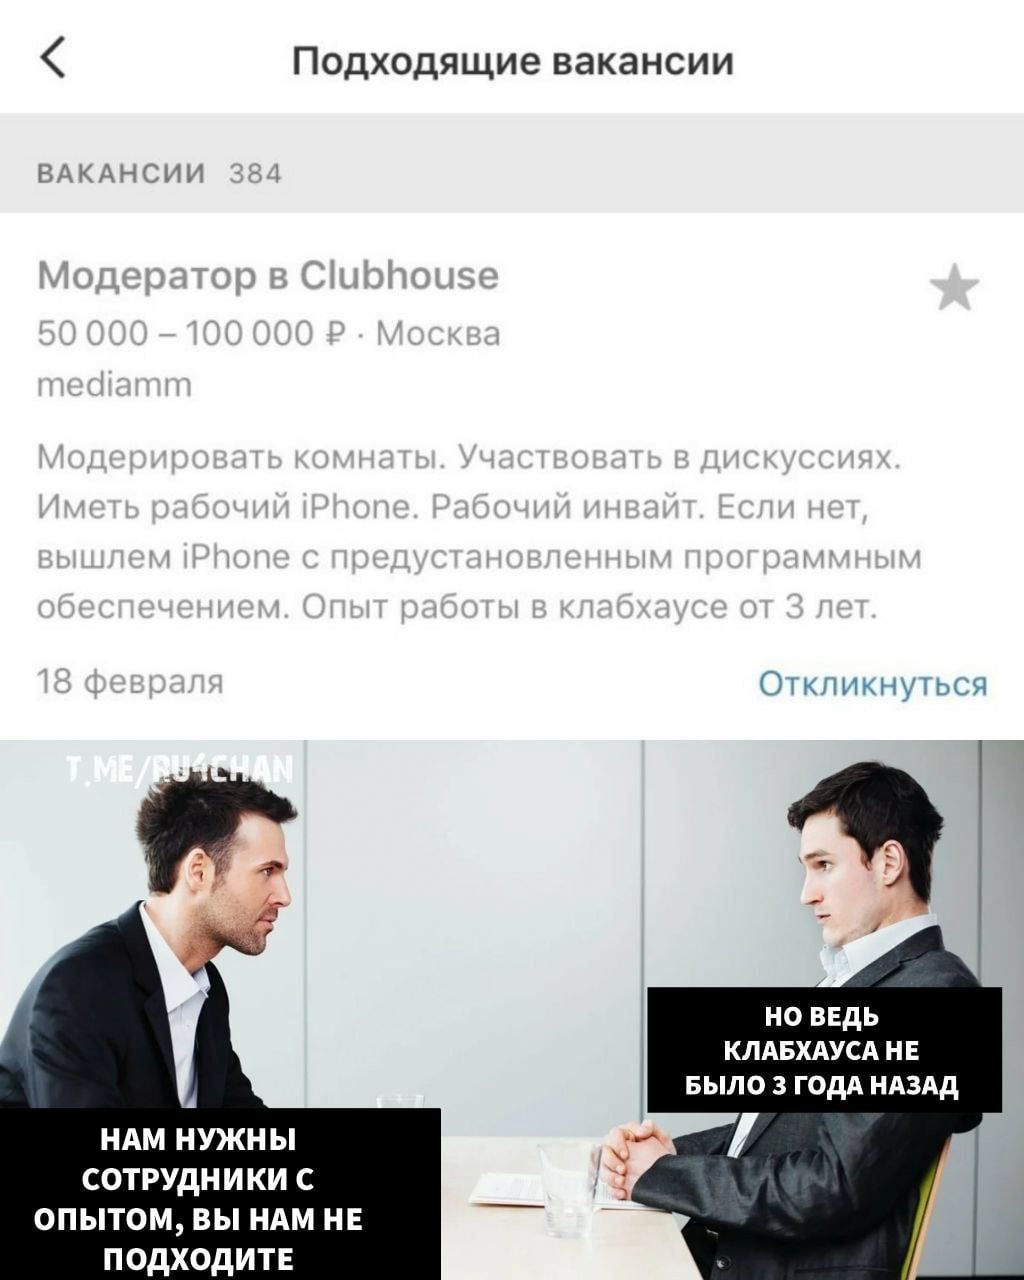 Подходящие вакансии
ВАКАНСИИ 384
Модератор в Clubhouse
50 000 – 100 000 ₽ · Москва
mediamm
Модерировать комнаты. Участвовать в дискуссиях.
Иметь рабочий iPhone. Рабочий инвайт. Если нет,
вышлем iPhone с предустановленным программным
обеспечением. Опыт работы в клабхаусе от 3 лет.
18 февраля
Откликнуться
T.ME/RU4CHAN
НО ВЕДЬ
КЛАБХАУСА НЕ
БЫЛО 3 ГОДА НАЗАД
НАМ НУЖНЫ
СОТРУДНИКИ С
ОПЫТОМ, ВЫ НАМ НЕ
ПОДХОДИТЕ